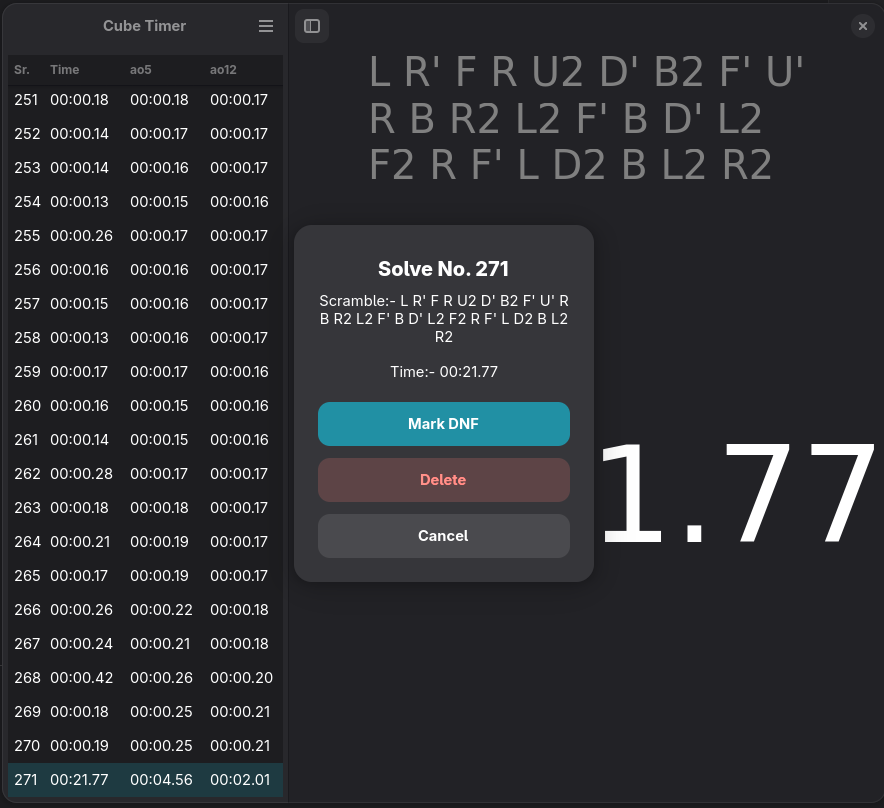 Cube Timer
Sr. Time ao5 ao12
251 00:00.18 00:00.18 00:00.17
252 00:00.14 00:00.17 00:00.17
253 00:00.14 00:00.16 00:00.17
254 00:00.13 00:00.15 00:00.16
255 00:00.26 00:00.17 00:00.17
256 00:00.16 00:00.16 00:00.17
257 00:00.15 00:00.16 00:00.17
258 00:00.13 00:00.16 00:00.17
259 00:00.17 00:00.17 00:00.16
260 00:00.16 00:00.15 00:00.16
261 00:00.14 00:00.15 00:00.16
262 00:00.28 00:00.17 00:00.17
263 00:00.18 00:00.18 00:00.17
264 00:00.21 00:00.19 00:00.17
265 00:00.17 00:00.19 00:00.17
266 00:00.26 00:00.22 00:00.18
267 00:00.24 00:00.21 00:00.18
268 00:00.42 00:00.26 00:00.20
269 00:00.18 00:00.25 00:00.21
270 00:00.19 00:00.25 00:00.21
271 00:21.77 00:04.56 00:02.01
L R' F R U2 D' B2 F' U'
R B R2 L2 F' B D' L2
F2 R F' L D2 B L2 R2
Solve No. 271
Scramble:- L R' F R U2 D' B2 F' U' R
B R2 L2 F' B D' L2 F2 R F' L D2 B L2
R2
Time:- 00:21.77
Mark DNF
Delete
Cancel
1.77